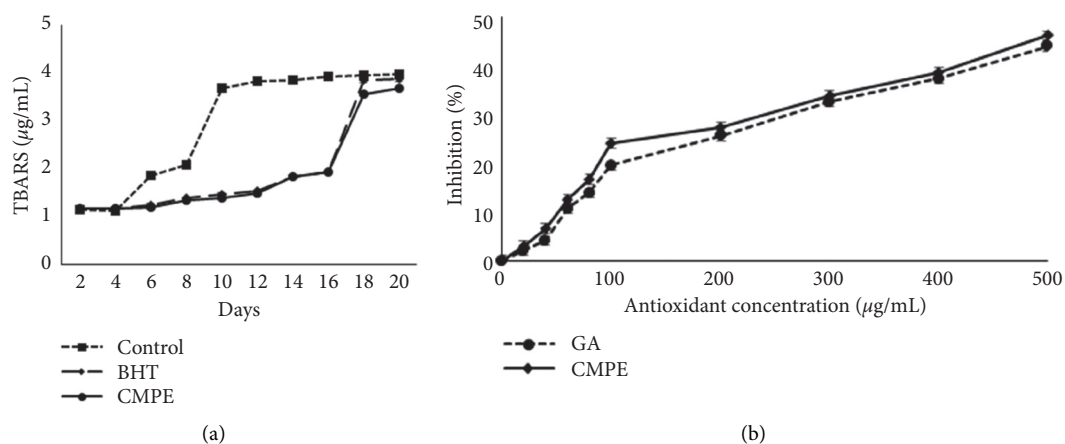 TBARS (μg/mL)
5
4
3
2
1
0
2 4 6 8 10 12 14 16 18 20
Days
Control
BHT
CMPE
(a)
Inhibition (%)
50
40
30
20
10
0
0 100 200 300 400 500
Antioxidant concentration (μg/mL)
GA
CMPE
(b)